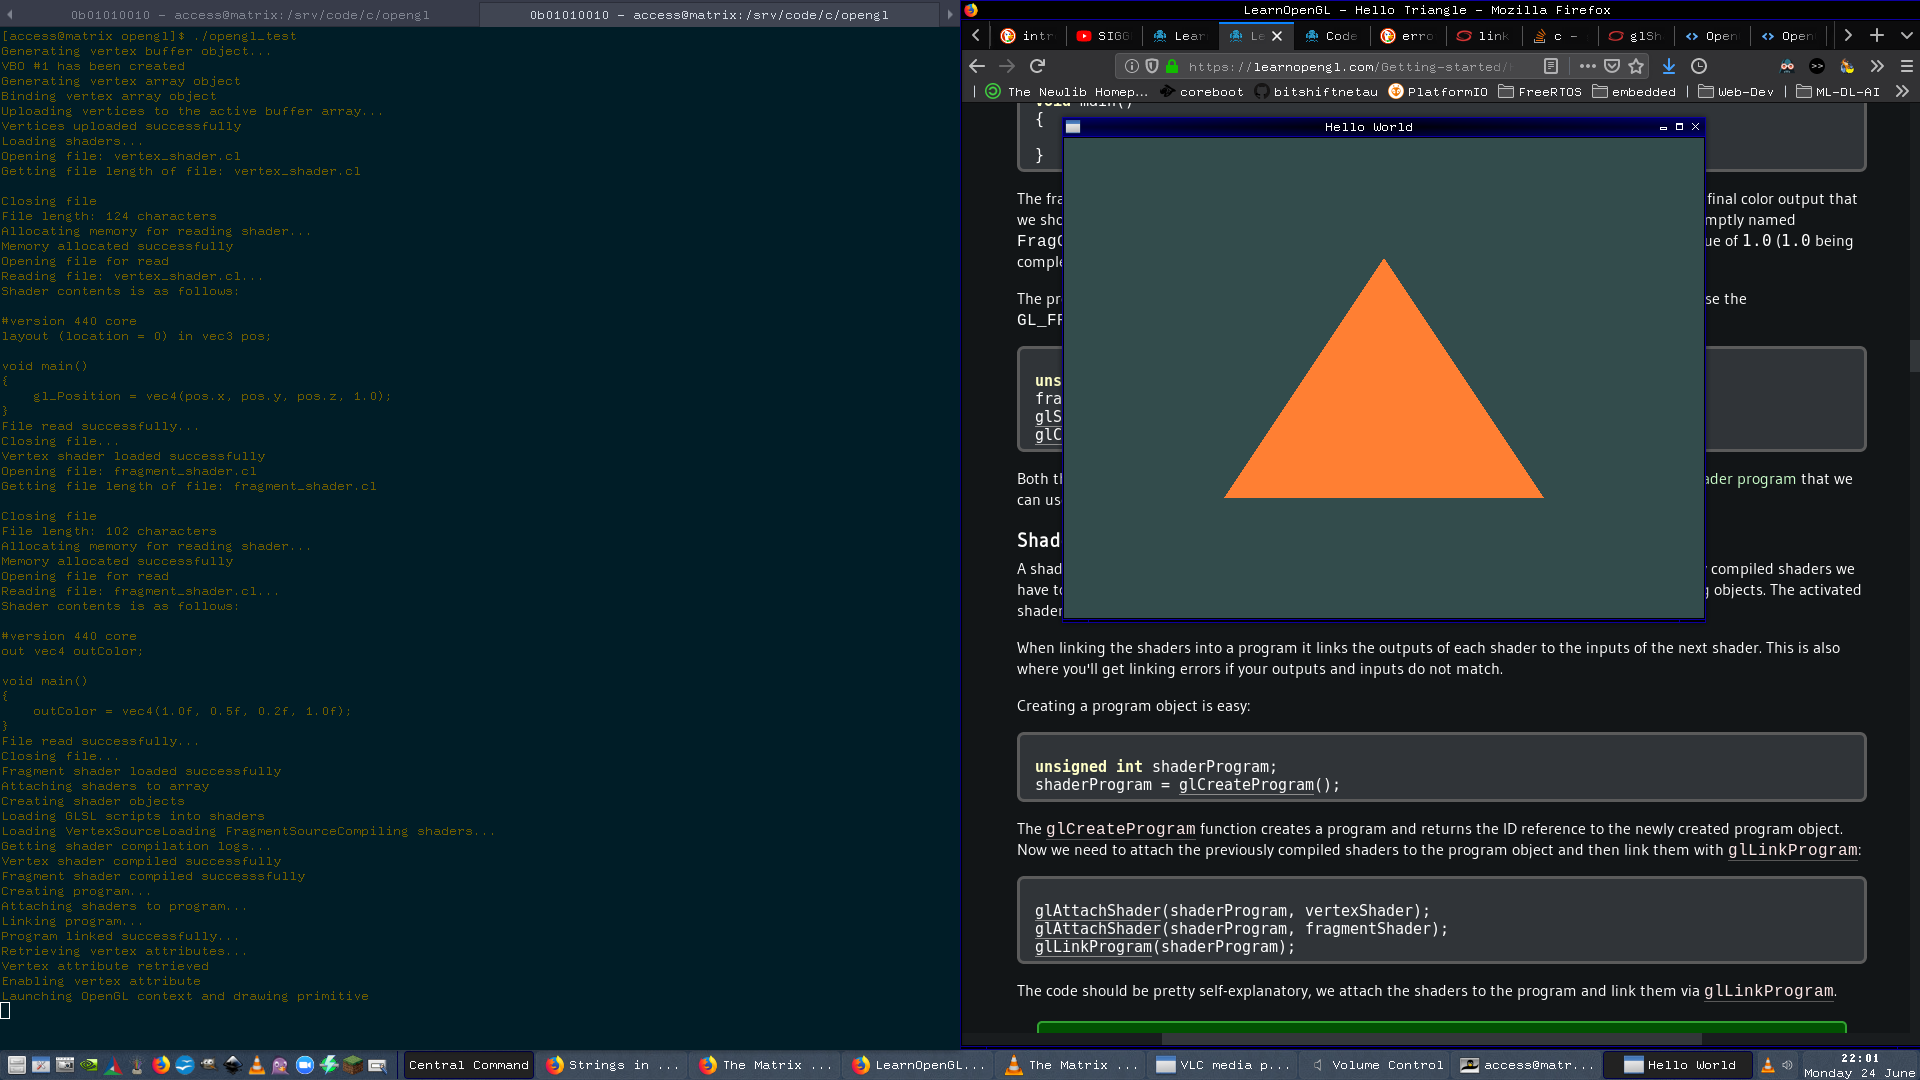 0b01010010 - access@matrix:/srv/code/c/opengl
0b01010010 - access@matrix:/srv/code/c/opengl
[access@matrix opengl]$ ./opengl_test
Generating vertex buffer object...
VBO #1 has been created
Generating vertex array object
Binding vertex array object
Uploading vertices to the active buffer array...
Vertices uploaded successfully
Loading shaders...
Opening file: vertex_shader.cl
Getting file length of file: vertex_shader.cl
Closing file
File length: 124 characters
Allocating memory for reading shader...
Memory allocated successfully
Opening file for read
Reading file: vertex_shader.cl...
Shader contents is as follows:
#version 440 core
layout (location = 0) in vec3 pos;
void main()
{
gl_Position = vec4(pos.x, pos.y, pos.z, 1.0);
}
File read successfully...
Closing file...
Vertex shader loaded successfully
Opening file: fragment_shader.cl
Getting file length of file: fragment_shader.cl
Closing file
File length: 102 characters
Allocating memory for reading shader...
Memory allocated successfully
Opening file for read
Reading file: fragment_shader.cl...
Shader contents is as follows:
#version 440 core
out vec4 outColor;
void main()
{
outColor = vec4(1.0f, 0.5f, 0.2f, 1.0f);
}
File read successfully...
Closing file...
Fragment shader loaded successfully
Attaching shaders to array
Creating shader objects
Loading GLSL scripts into shaders
Loading VertexSourceLoading FragmentSourceCompiling shaders...
Getting shader compilation logs...
Vertex shader compiled successfully
Fragment shader compiled successsfully
Creating program...
Attaching shaders to program...
Linking program...
Program linked successfully...
Retrieving vertex attributes...
Vertex attribute retrieved
Enabling vertex attribute
Launching OpenGL context and drawing primitive
LearnOpenGL - Hello Triangle - Mozilla Firefox
intr SIGG Lear Le Code erro link c - glSh Open Open
https://learnopengl.com/Getting-started/
The Newlib Homep... coreboot bitshiftnetau PlatformIO FreeRTOS embedded Web-Dev ML-DL-AI
void main()
{
}
Hello World
The fra final color output that
we sho mptly named
Frag ue of 1.0 (1.0 being
comple
The pr se the
GL_FR
uns
fra
glS
glC
Both t ader program that we
can us
Shad
A shad compiled shaders we
have to g objects. The activated
shader
When linking the shaders into a program it links the outputs of each shader to the inputs of the next shader. This is also
where you'll get linking errors if your outputs and inputs do not match.
Creating a program object is easy:
unsigned int shaderProgram;
shaderProgram = glCreateProgram();
The glCreateProgram function creates a program and returns the ID reference to the newly created program object.
Now we need to attach the previously compiled shaders to the program object and then link them with glLinkProgram:
glAttachShader(shaderProgram, vertexShader);
glAttachShader(shaderProgram, fragmentShader);
glLinkProgram(shaderProgram);
The code should be pretty self-explanatory, we attach the shaders to the program and link them via glLinkProgram.
Central Command Strings in ... The Matrix ... LearnOpenGL... The Matrix ... VLC media p... Volume Control access@matr... Hello World
22:01
Monday 24 June